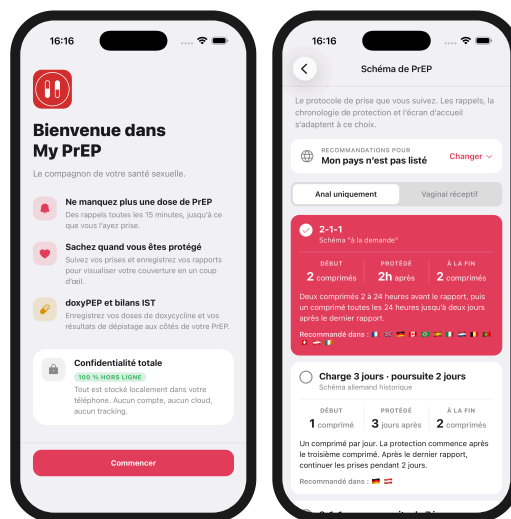 16:16
Bienvenue dans
My PrEP
Le compagnon de votre santé sexuelle.
Ne manquez plus une dose de PrEP
Des rappels toutes les 15 minutes, jusqu'à ce
que vous l'ayez prise.
Sachez quand vous êtes protégé
Suivez vos prises et enregistrez vos rapports
pour visualiser votre couverture en un coup
d'œil.
doxyPEP et bilans IST
Enregistrez vos doses de doxycycline et vos
résultats de dépistage aux côtés de votre PrEP.
Confidentialité totale
100 % HORS LIGNE
Tout est stocké localement dans votre
téléphone. Aucun compte, aucun cloud,
aucun tracking.
Commencer
16:16
Schéma de PrEP
Le protocole de prise que vous suivez. Les rappels, la
chronologie de protection et l'écran d'accueil
s'adaptent à ce choix.
RECOMMANDATIONS POUR
Mon pays n'est pas listé
Changer
Anal uniquement
Vaginal réceptif
2-1-1
Schéma "à la demande"
DÉBUT PROTÉGÉ À LA FIN
2 comprimés 2h après 2 comprimés
Deux comprimés 2 à 24 heures avant le rapport, puis
un comprimé toutes les 24 heures jusqu'à deux jours
après le dernier rapport.
Recommandé dans :
Charge 3 jours · poursuite 2 jours
Schéma allemand historique
DÉBUT PROTÉGÉ À LA FIN
1 comprimé 3 jours après 2 comprimés
Un comprimé par jour. La protection commence après
le troisième comprimé. Après le dernier rapport,
continuer les prises pendant 2 jours.
Recommandé dans :